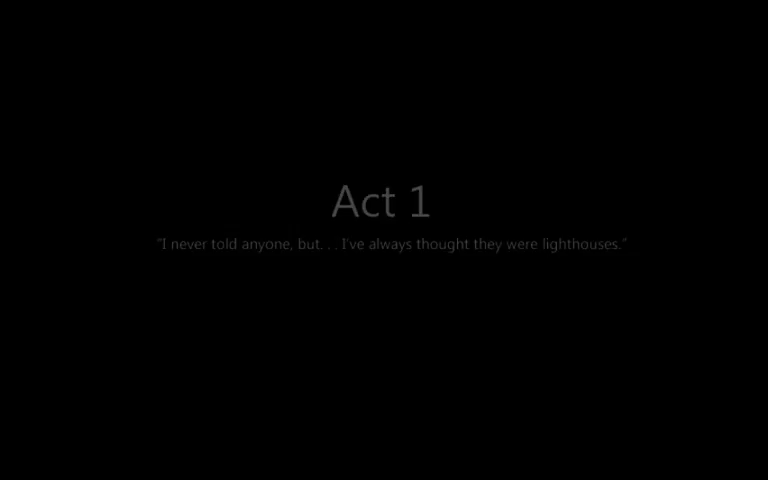 Act 1
"I never told anyone, but. . . I've always thought they were lighthouses."